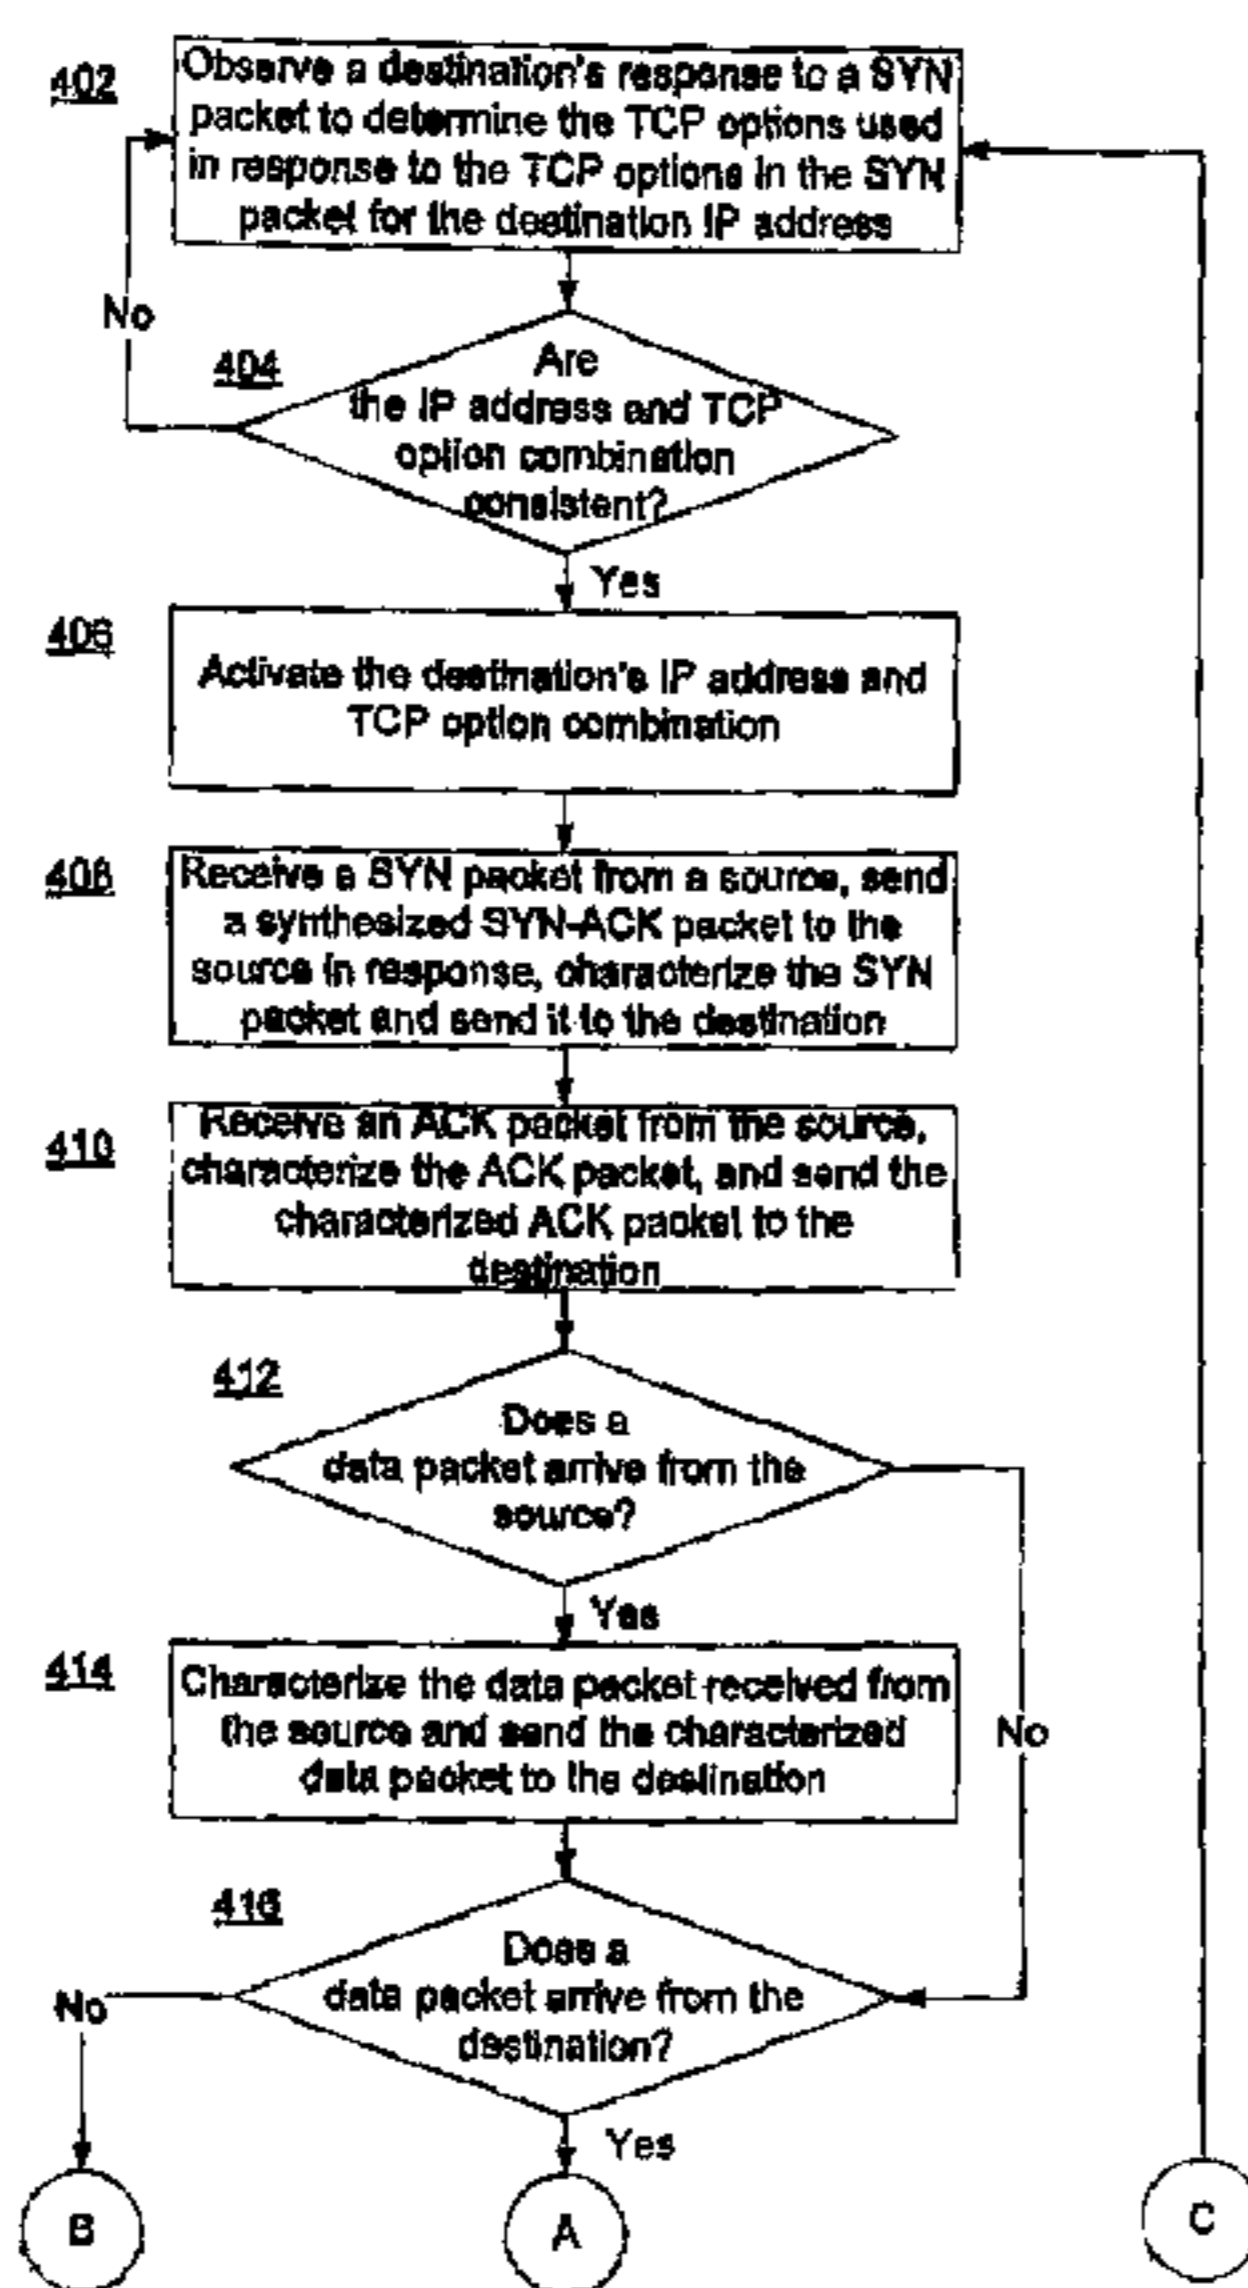 402
Observe a destination's response to a SYN
packet to determine the TCP options used
in response to the TCP options in the SYN
packet for the destination IP address
No
404
Are
the IP address and TCP
option combination
consistent?
Yes
406
Activate the destination's IP address and
TCP option combination
408
Receive a SYN packet from a source, send
a synthesized SYN-ACK packet to the
source in response, characterize the SYN
packet and send it to the destination
410
Receive an ACK packet from the source,
characterize the ACK packet, and send the
characterized ACK packet to the
destination
412
Does a
data packet arrive from the
source?
Yes
414
Characterize the data packet received from
the source and send the characterized
data packet to the destination
No
416
Does a
data packet arrive from the
destination?
No
Yes
B
A
C